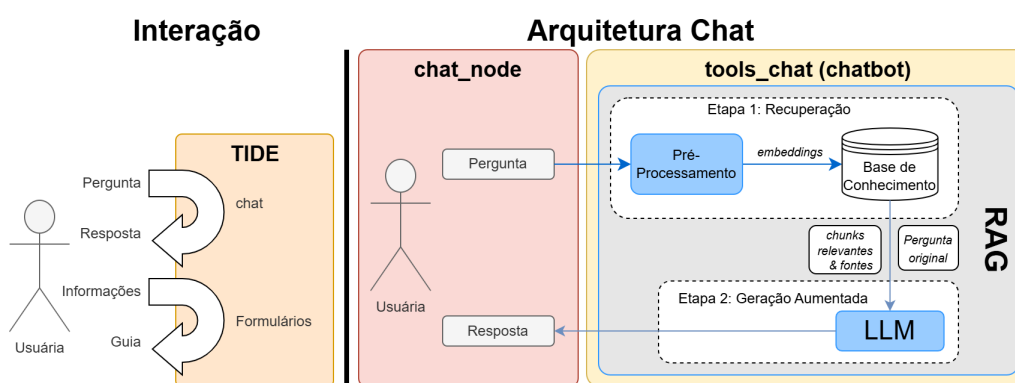 Interação
TIDE
Pergunta
chat
Resposta
Informações
Formulários
Guia
Usuária
Arquitetura Chat
chat_node
Pergunta
Usuária
Resposta
tools_chat (chatbot)
RAG
Etapa 1: Recuperação
Pré-
Processamento
embeddings
Base de
Conhecimento
chunks
relevantes
& fontes
Pergunta
original
Etapa 2: Geração Aumentada
LLM